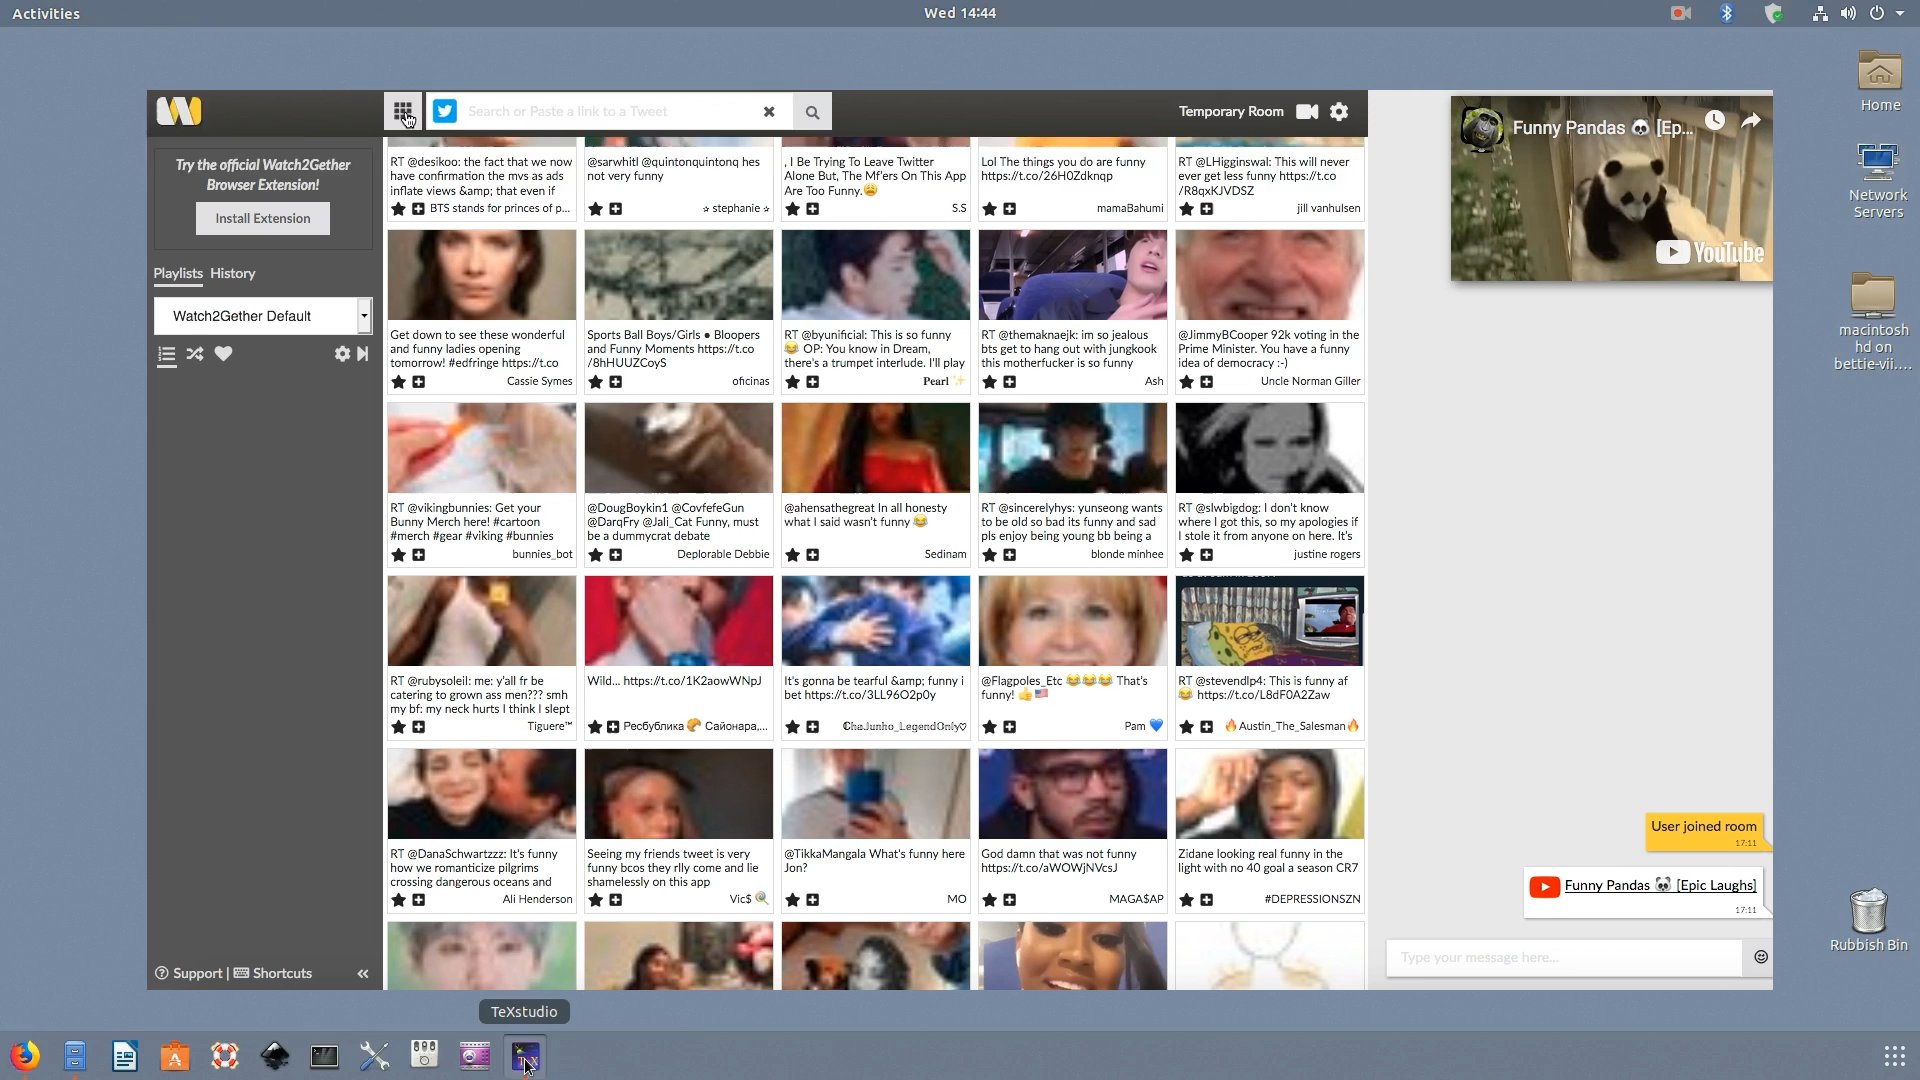 Activities
Wed 14:44
Home
Network
Servers
macintosh
hd on
bettie-vii....
Rubbish Bin
Search or Paste a link to a Tweet
Temporary Room
Try the official Watch2Gether
Browser Extension!
Install Extension
Playlists History
Watch2Gether Default
Support | Shortcuts
RT @desikoo: the fact that we now
have confirmation the mvs as ads
inflate views &amp; that even if
BTS stands for princes of p...
@sarwhitl @quintonquintonq hes
not very funny
☆ stephanie ☆
, I Be Trying To Leave Twitter
Alone But, The Mf'ers On This App
Are Too Funny.😩
S.S
Lol The things you do are funny
https://t.co/26H0Zdknqp
mamaBahumi
RT @LHigginswal: This will never
ever get less funny https://t.co
/R8qxKJVDSZ
jill vanhulsen
Get down to see these wonderful
and funny ladies opening
tomorrow! #edfringe https://t.co
Cassie Symes
Sports Ball Boys/Girls ● Bloopers
and Funny Moments https://t.co
/8hHUUZCoyS
oficinas
RT @byunificial: This is so funny
😂 OP: You know in Dream,
there's a trumpet interlude. I'll play
Pearl ✨
RT @themaknaejk: im so jealous
bts get to hang out with jungkook
this motherfucker is so funny
Ash
@JimmyBCooper 92k voting in the
Prime Minister. You have a funny
idea of democracy :-)
Uncle Norman Giller
RT @vikingbunnies: Get your
Bunny Merch here! #cartoon
#merch #gear #viking #bunnies
bunnies_bot
@DougBoykin1 @CovfefeGun
@DarqFry @Jali_Cat Funny, must
be a dummycrat debate
Deplorable Debbie
@ahensathegreat In all honesty
what I said wasn't funny 😂
Sedinam
RT @sincerelyhys: yunseong wants
to be old so bad its funny and sad
pls enjoy being young bb being a
blonde minhee
RT @slwbigdog: I don't know
where I got this, so my apologies if
I stole it from anyone on here. It's
justine rogers
RT @rubysoleil: me: y'all fr be
catering to grown ass men??? smh
my bf: my neck hurts I think I slept
Tiguere™
Wild... https://t.co/1K2aowWNpJ
Ресбублика 🥐 Сайонара,...
It's gonna be tearful &amp; funny i
bet https://t.co/3LL96O2p0y
ℂhaJunho_LegendOnly♡
@Flagpoles_Etc 😂😂😂 That's
funny! 👍🇺🇸
Pam 💙
RT @stevendlp4: This is funny af
😂 https://t.co/L8dF0A2Zaw
🔥Austin_The_Salesman🔥
RT @DanaSchwartzzz: It's funny
how we romanticize pilgrims
crossing dangerous oceans and
Ali Henderson
Seeing my friends tweet is very
funny bcos they rlly come and lie
shamelessly on this app
Vic$ 🍭
@TikkaMangala What's funny here
Jon?
MO
God damn that was not funny
https://t.co/aWOWjNVcsJ
MAGA$AP
Zidane looking real funny in the
light with no 40 goal a season CR7
#DEPRESSIONSZN
Funny Pandas 🐼 [Ep...
YouTube
User joined room
17:11
Funny Pandas 🐼 [Epic Laughs]
17:11
Type your message here...
TeXstudio